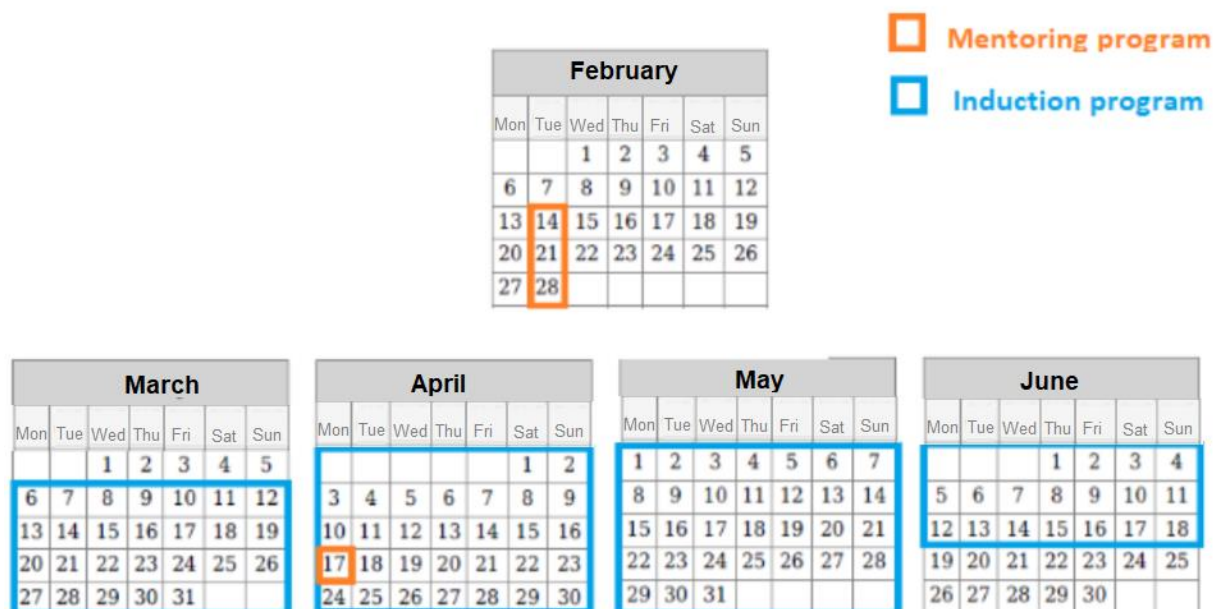 Mentoring program
Induction program
February
Mon Tue Wed Thu Fri Sat Sun
1 2 3 4 5
6 7 8 9 10 11 12
13 14 15 16 17 18 19
20 21 22 23 24 25 26
27 28
March
Mon Tue Wed Thu Fri Sat Sun
1 2 3 4 5
6 7 8 9 10 11 12
13 14 15 16 17 18 19
20 21 22 23 24 25 26
27 28 29 30 31
April
Mon Tue Wed Thu Fri Sat Sun
1 2
3 4 5 6 7 8 9
10 11 12 13 14 15 16
17 18 19 20 21 22 23
24 25 26 27 28 29 30
May
Mon Tue Wed Thu Fri Sat Sun
1 2 3 4 5 6 7
8 9 10 11 12 13 14
15 16 17 18 19 20 21
22 23 24 25 26 27 28
29 30 31
June
Mon Tue Wed Thu Fri Sat Sun
1 2 3 4
5 6 7 8 9 10 11
12 13 14 15 16 17 18
19 20 21 22 23 24 25
26 27 28 29 30